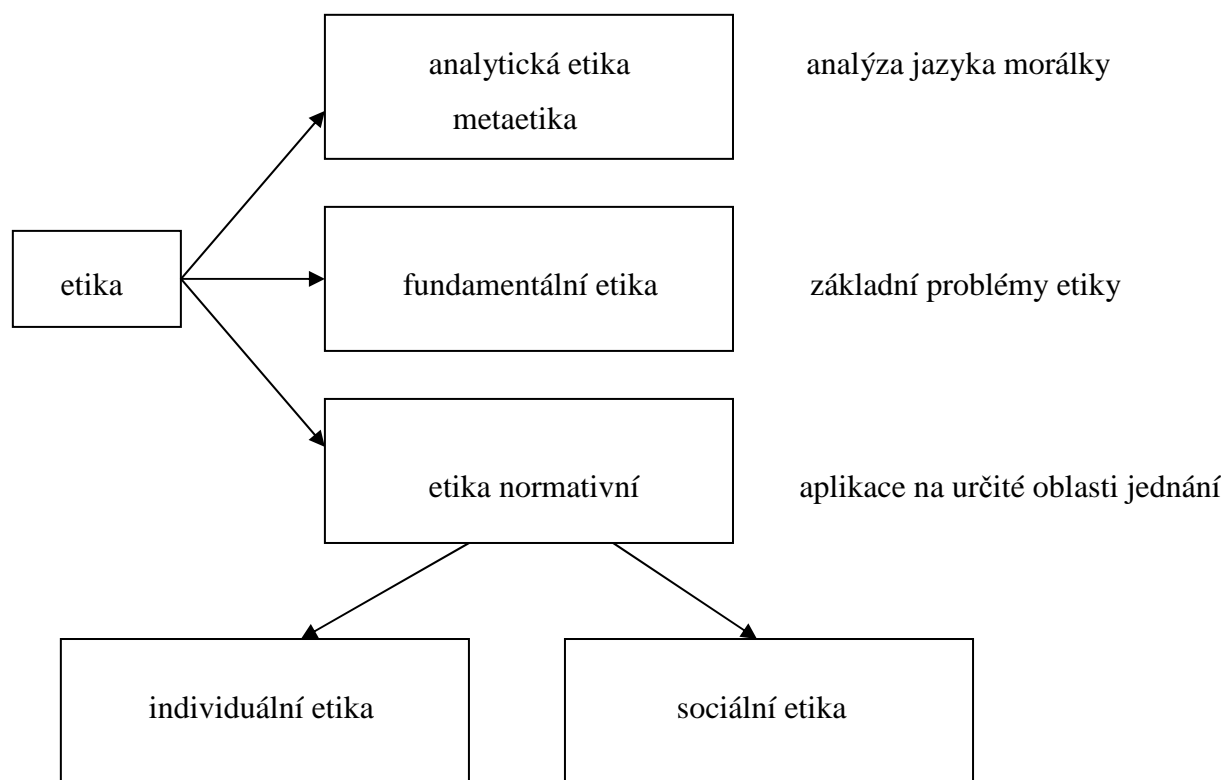 analytická etika
metaetika
analýza jazyka morálky
etika
fundamentální etika
základní problémy etiky
etika normativní
aplikace na určité oblasti jednání
individuální etika
sociální etika